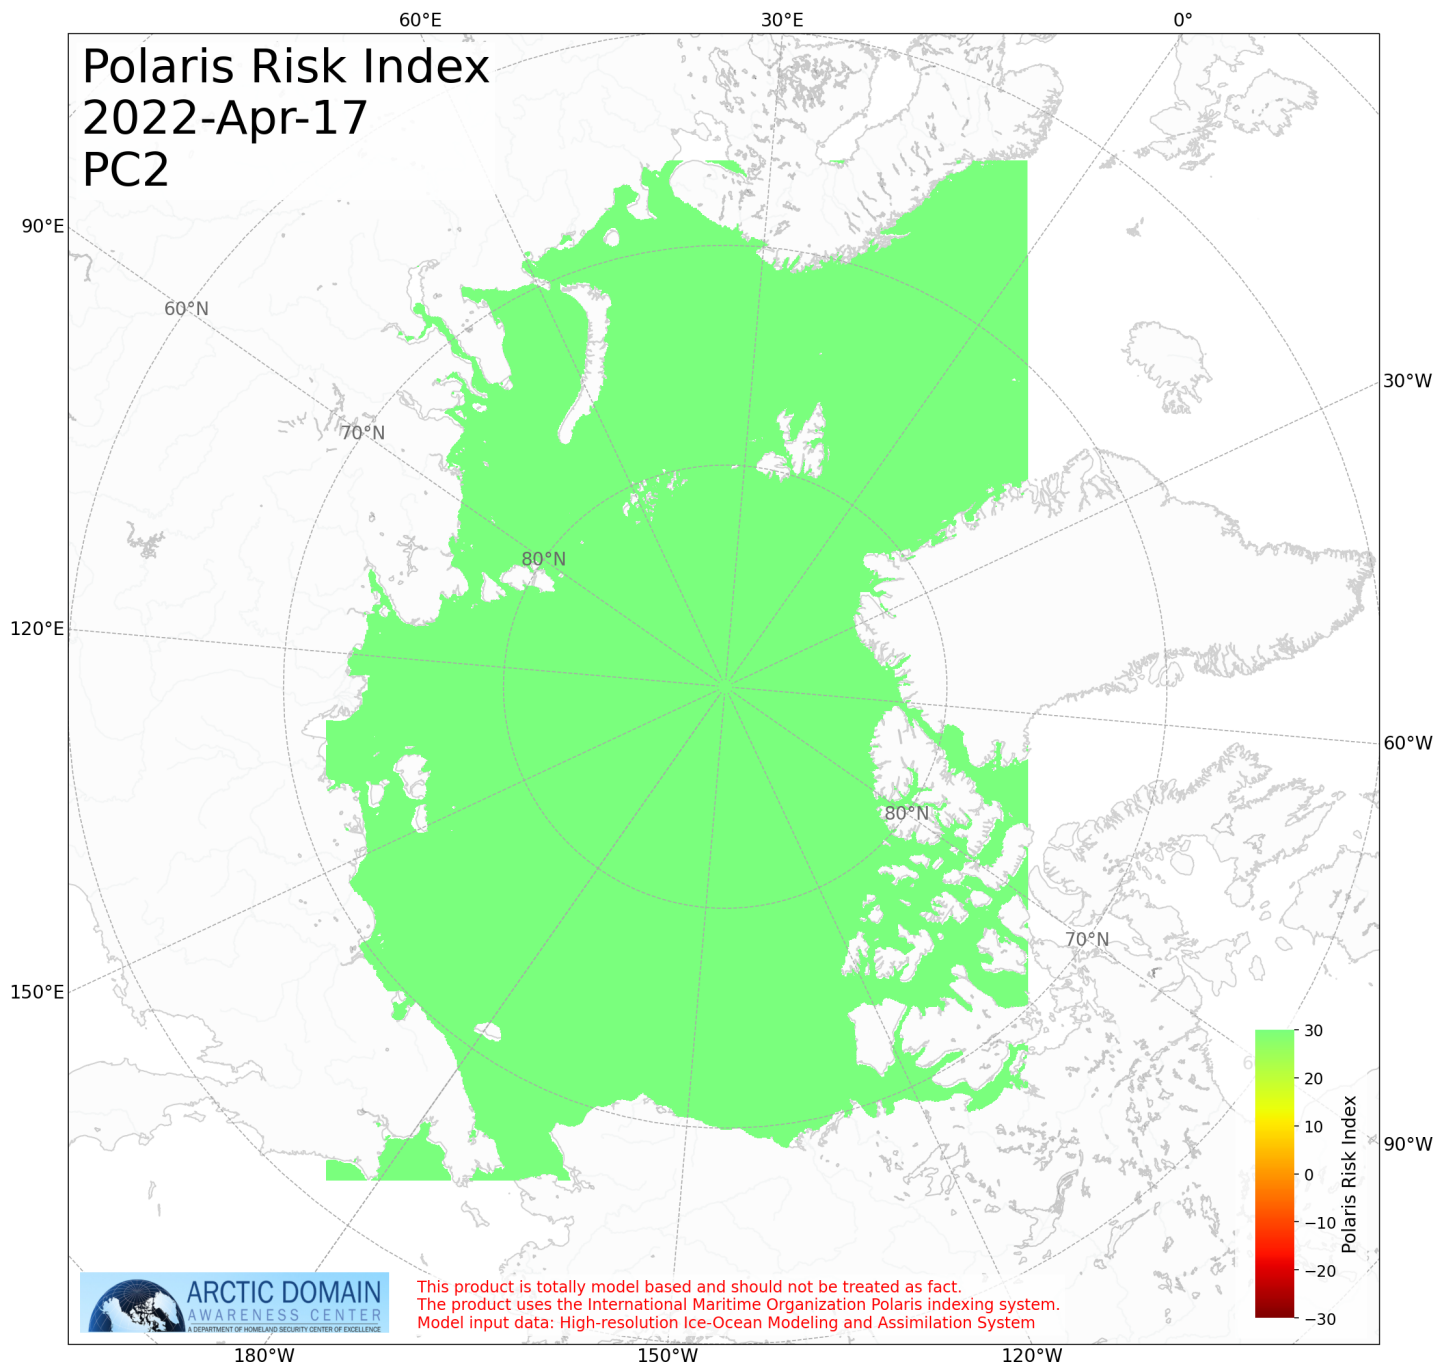 60°E 30°E 0°
Polaris Risk Index
2022-Apr-17
PC2
90°E
60°N
30°W
70°N
80°N
120°E
60°W
80°N
70°N
150°E
30
20
10
0
−10
−20
−30
Polaris Risk Index
90°W
ARCTIC DOMAIN
AWARENESS CENTER
A DEPARTMENT OF HOMELAND SECURITY CENTER OF EXCELLENCE
This product is totally model based and should not be treated as fact.
The product uses the International Maritime Organization Polaris indexing system.
Model input data: High-resolution Ice-Ocean Modeling and Assimilation System
180°W 150°W 120°W